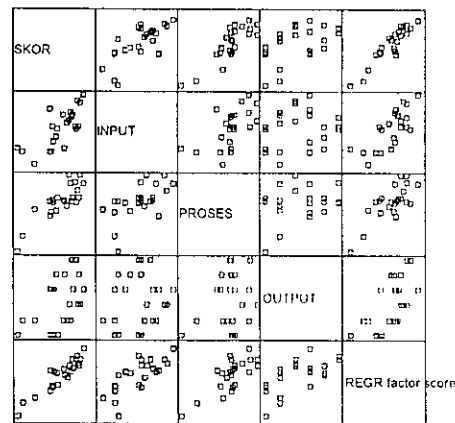 SKOR
INPUT
PROSES
OUTPUT
REGR factor score